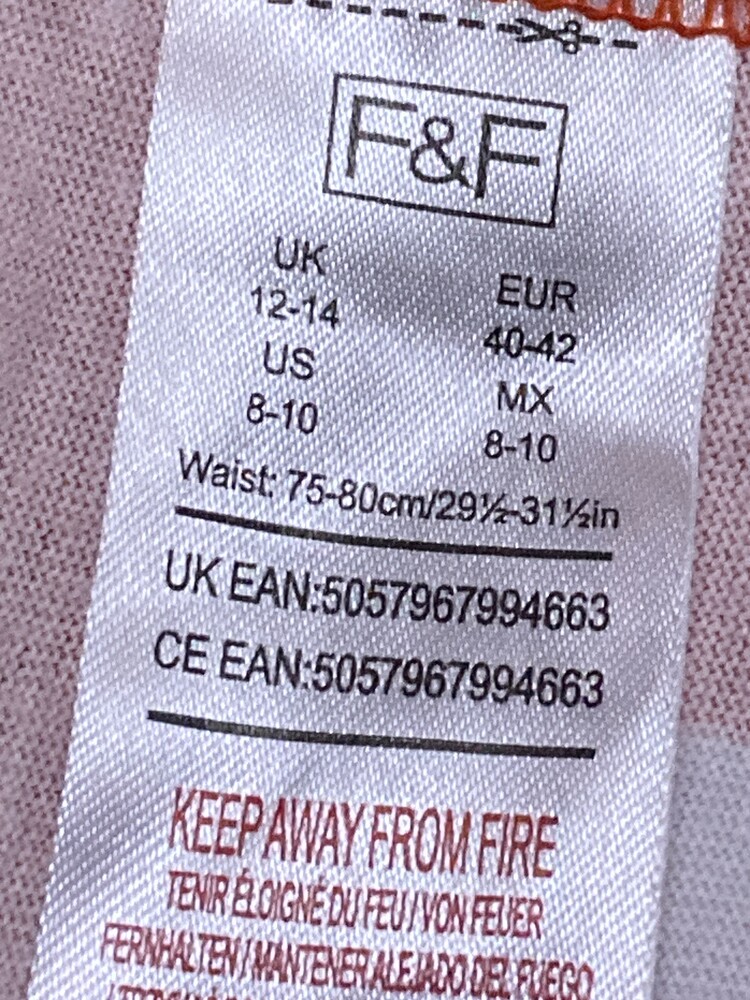 F&F
UK
12-14
EUR
40-42
US
8-10
MX
8-10
Waist: 75-80cm/29½-31½in
UK EAN:5057967994663
CE EAN:5057967994663
KEEP AWAY FROM FIRE
TENIR ÉLOIGNÉ DU FEU / VON FEUER
FERNHALTEN / MANTENER ALEJADO DEL FUEGO